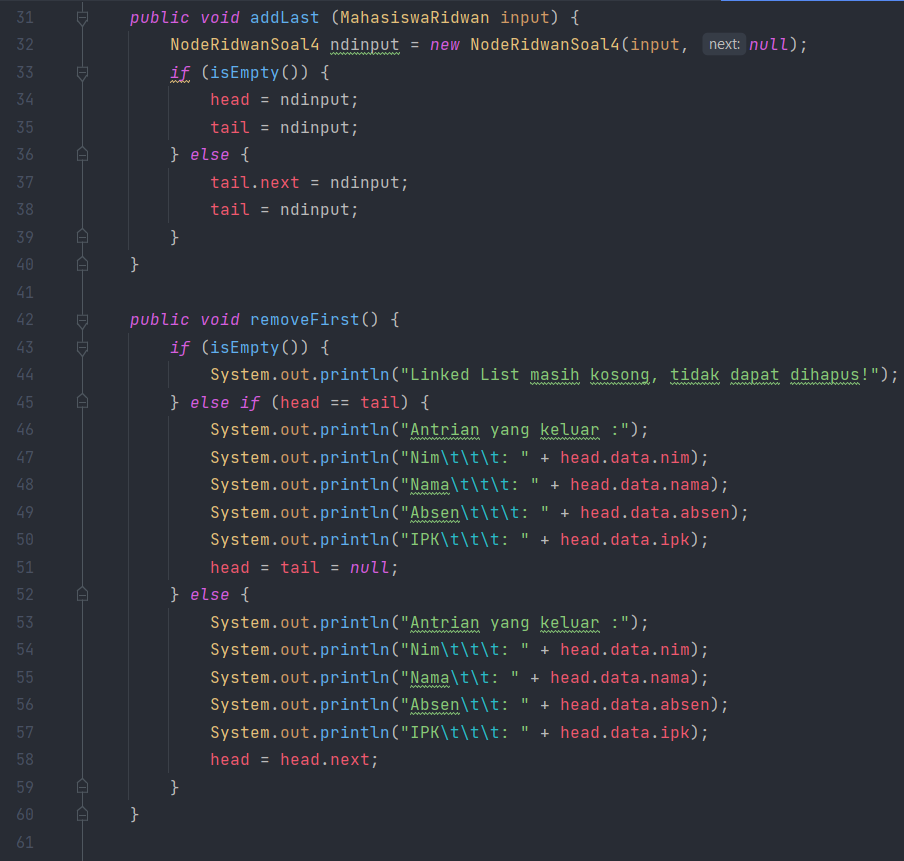 31 public void addLast (MahasiswaRidwan input) {
32 NodeRidwanSoal4 ndinput = new NodeRidwanSoal4(input, next: null);
33 if (isEmpty()) {
34 head = ndinput;
35 tail = ndinput;
36 } else {
37 tail.next = ndinput;
38 tail = ndinput;
39 }
40 }
41
42 public void removeFirst() {
43 if (isEmpty()) {
44 System.out.println("Linked List masih kosong, tidak dapat dihapus!");
45 } else if (head == tail) {
46 System.out.println("Antrian yang keluar :");
47 System.out.println("Nim\t\t\t: " + head.data.nim);
48 System.out.println("Nama\t\t\t: " + head.data.nama);
49 System.out.println("Absen\t\t\t: " + head.data.absen);
50 System.out.println("IPK\t\t\t: " + head.data.ipk);
51 head = tail = null;
52 } else {
53 System.out.println("Antrian yang keluar :");
54 System.out.println("Nim\t\t\t: " + head.data.nim);
55 System.out.println("Nama\t\t: " + head.data.nama);
56 System.out.println("Absen\t\t: " + head.data.absen);
57 System.out.println("IPK\t\t\t: " + head.data.ipk);
58 head = head.next;
59 }
60 }
61